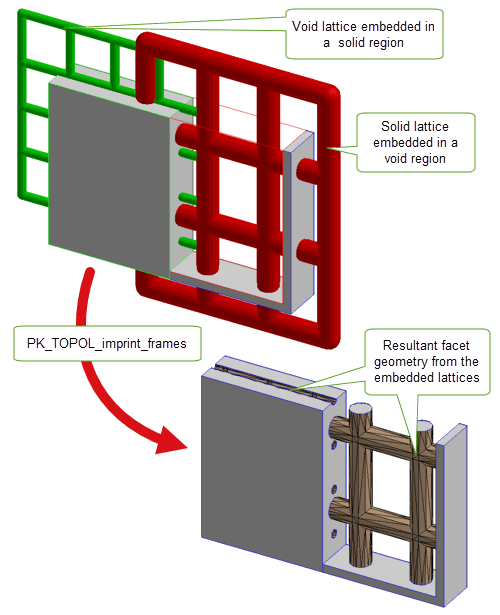 Void lattice embedded in
a solid region
Solid lattice
embedded in a
void region
PK_TOPOL_imprint_frames
Resultant facet
geometry from the
embedded lattices